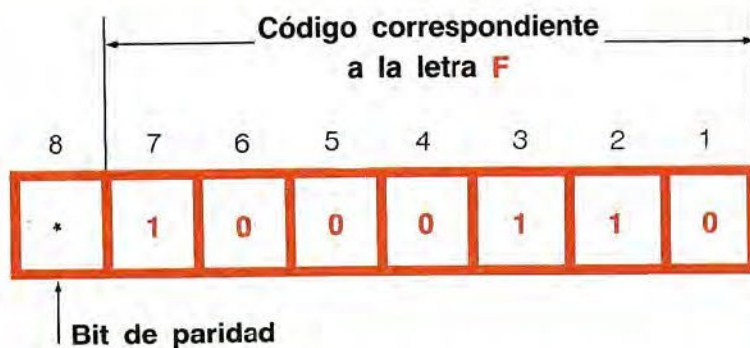 Código correspondiente
a la letra F
8 7 6 5 4 3 2 1
* 1 0 0 0 1 1 0
Bit de paridad